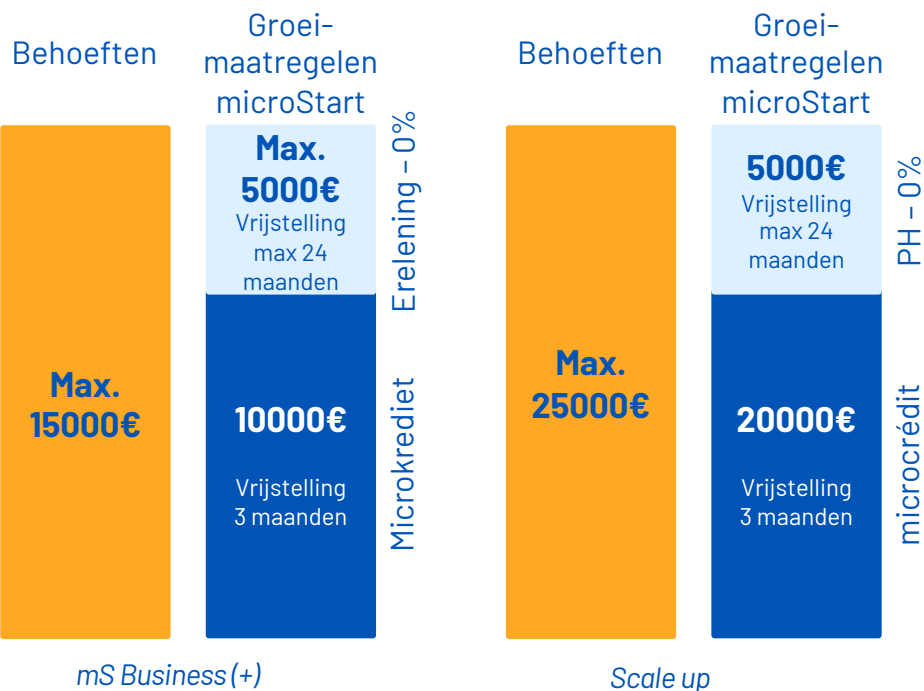 Behoeften
Groei-
maatregelen
microStart
Max.
15000€
Max.
5000€
Vrijstelling
max 24
maanden
Erelening - 0%
10000€
Vrijstelling
3 maanden
Microkrediet
mS Business (+)
Behoeften
Groei-
maatregelen
microStart
Max.
25000€
5000€
Vrijstelling
max 24
maanden
PH - 0%
20000€
Vrijstelling
3 maanden
microcrédit
Scale up